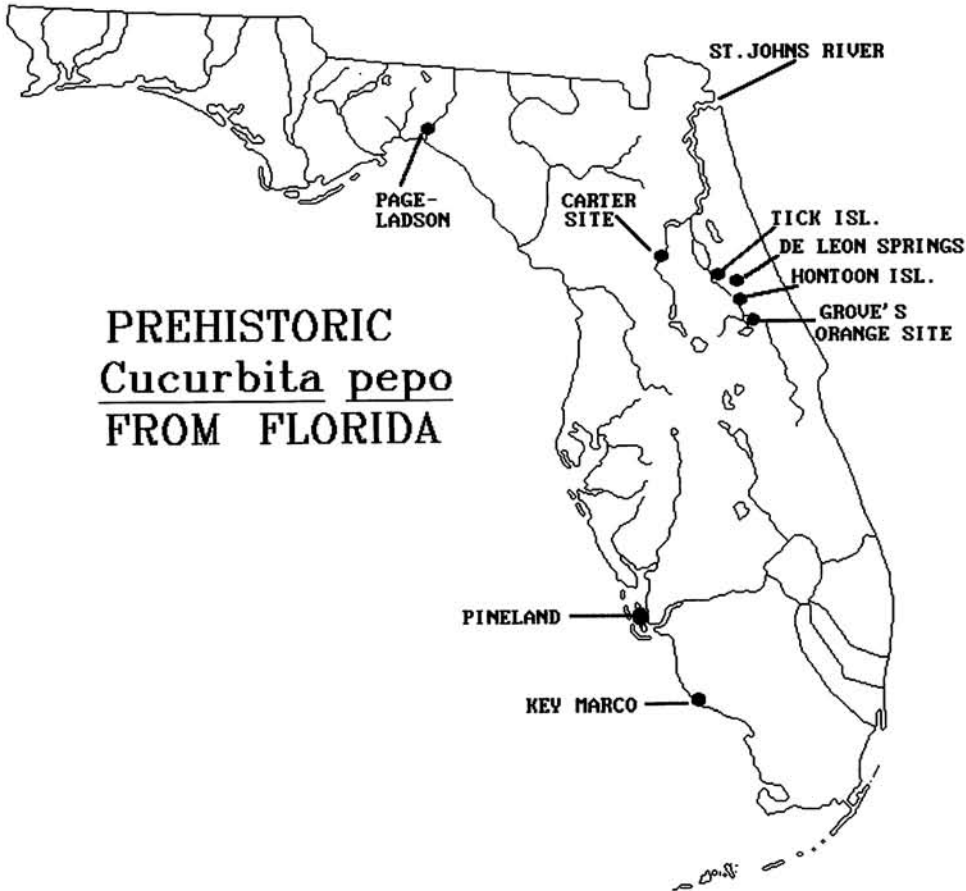 ST.JOHNS RIVER
PAGE-
LADSON
CARTER
SITE
TICK ISL.
DE LEON SPRINGS
HONTOON ISL.
GROVE'S
ORANGE SITE
PREHISTORIC
Cucurbita pepo
FROM FLORIDA
PINELAND
KEY MARCO